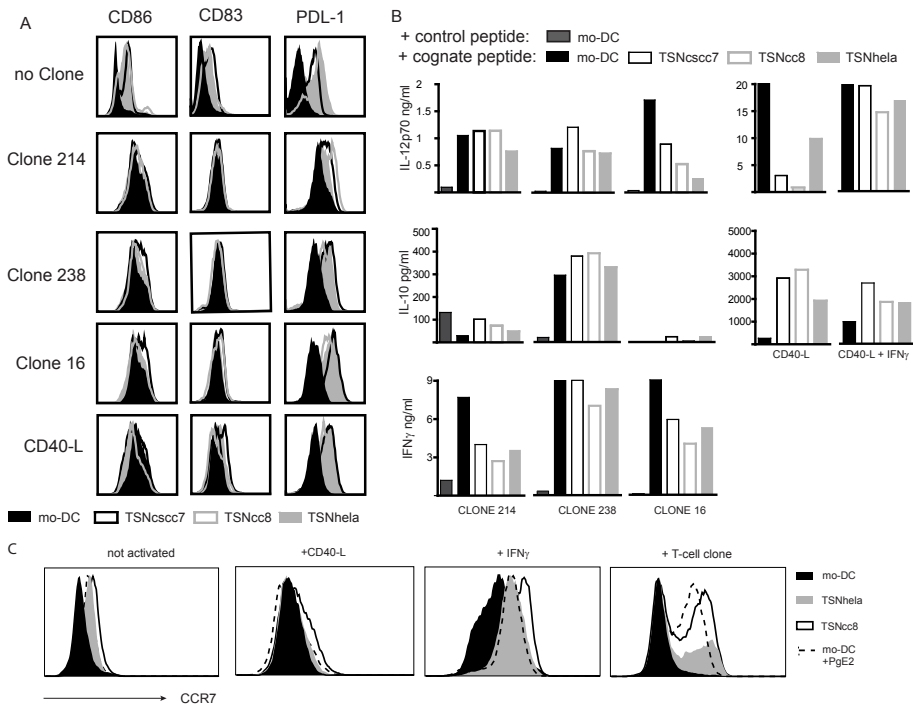 A
CD86 CD83 PDL-1
no Clone
Clone 214
Clone 238
Clone 16
CD40-L
mo-DC TSNcscc7 TSNcc8 TSNhela
B
+ control peptide: mo-DC
+ cognate peptide: mo-DC TSNcscc7 TSNcc8 TSNhela
IL-12p70 ng/ml
2
1.5
1
0.5
20
15
10
5
IL-10 pg/ml
500
400
300
200
100
5000
4000
3000
2000
1000
CD40-L CD40-L + IFNγ
IFNγ ng/ml
9
6
3
CLONE 214 CLONE 238 CLONE 16
C
not activated +CD40-L + IFNγ + T-cell clone
mo-DC
TSNhela
TSNcc8
mo-DC
+PgE2
CCR7